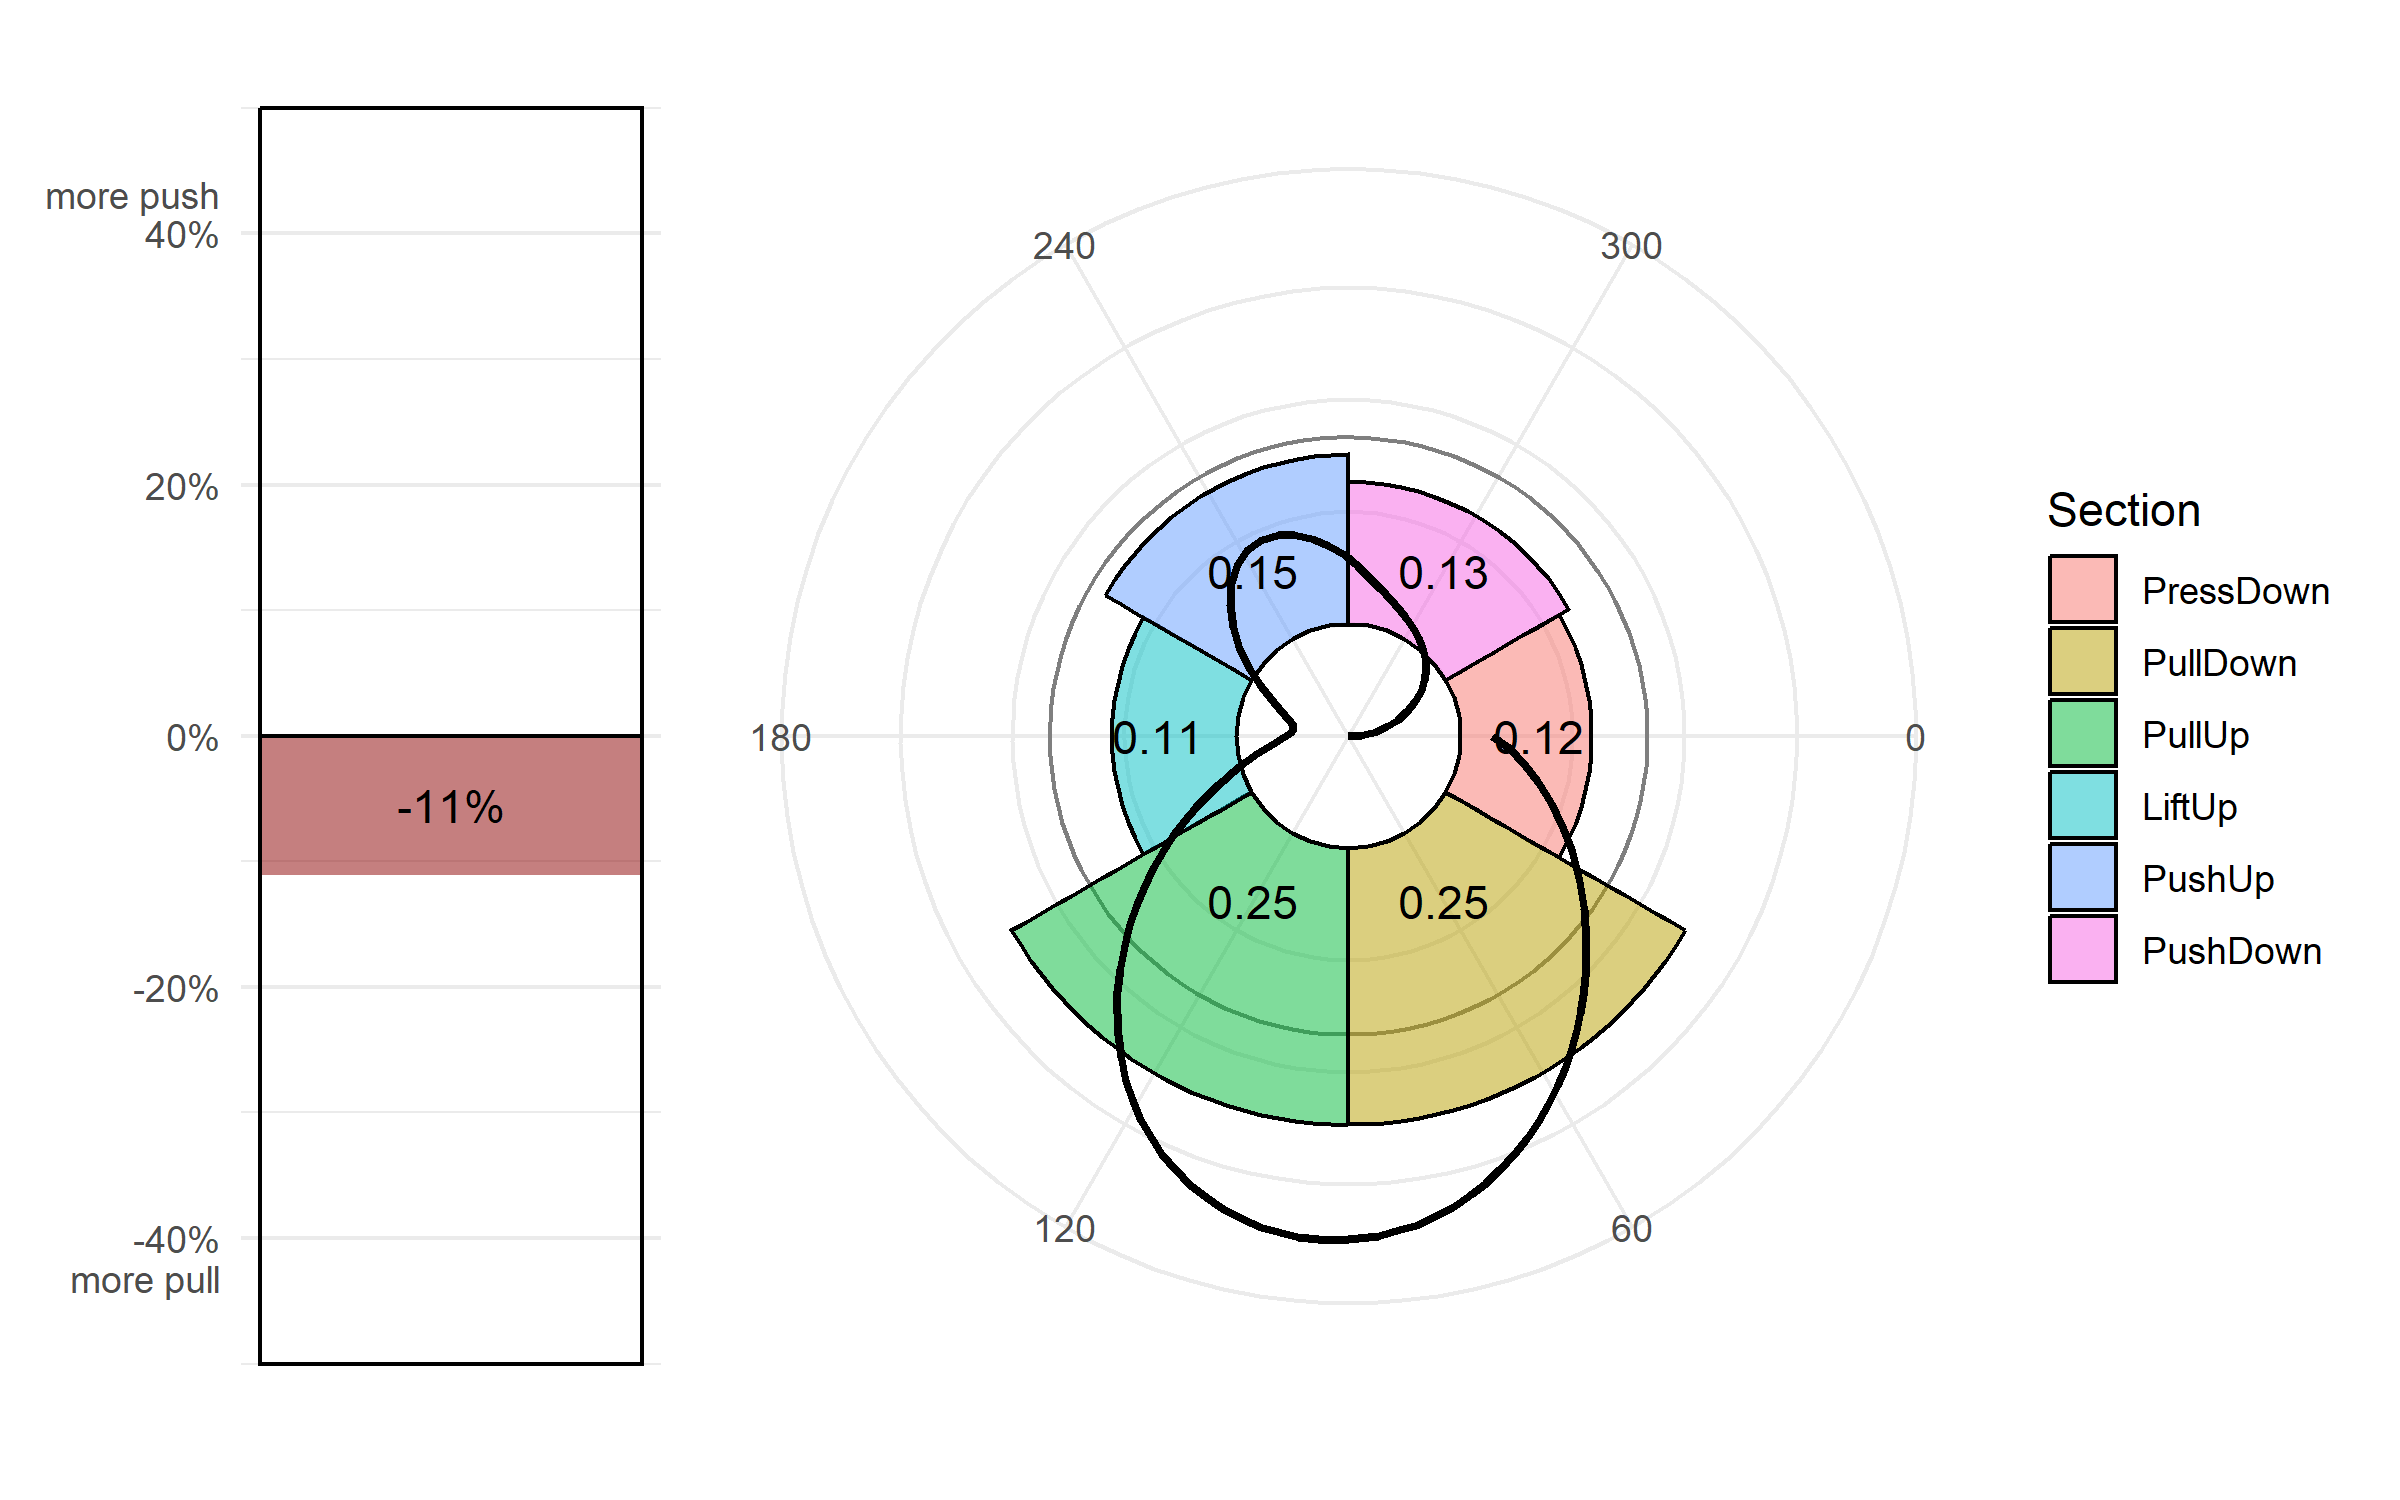 more push
40%
20%
0%
-20%
-40%
more pull
-11%
240
300
180
0
120
60
0.15
0.13
0.11
0.12
0.25
0.25
Section
PressDown
PullDown
PullUp
LiftUp
PushUp
PushDown